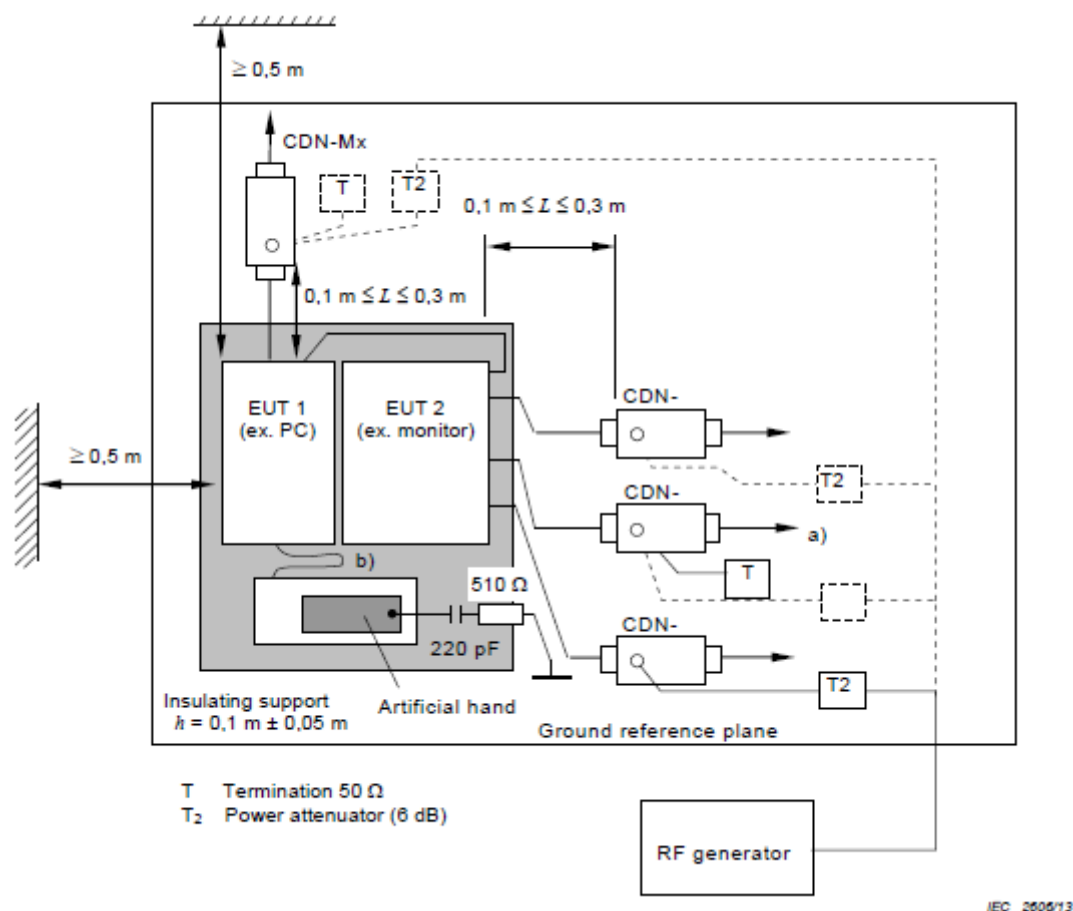 ≥ 0,5 m
CDN-Mx
T
T2
0,1 m ≤ L ≤ 0,3 m
0,1 m ≤ L ≤ 0,3 m
EUT 1
(ex. PC)
EUT 2
(ex. monitor)
CDN-
≥ 0,5 m
T2
CDN-
a)
b)
T
510 Ω
CDN-
220 pF
T2
Insulating support
h = 0,1 m ± 0,05 m
Artificial hand
Ground reference plane
T Termination 50 Ω
T₂ Power attenuator (6 dB)
RF generator
IEC 2606/13